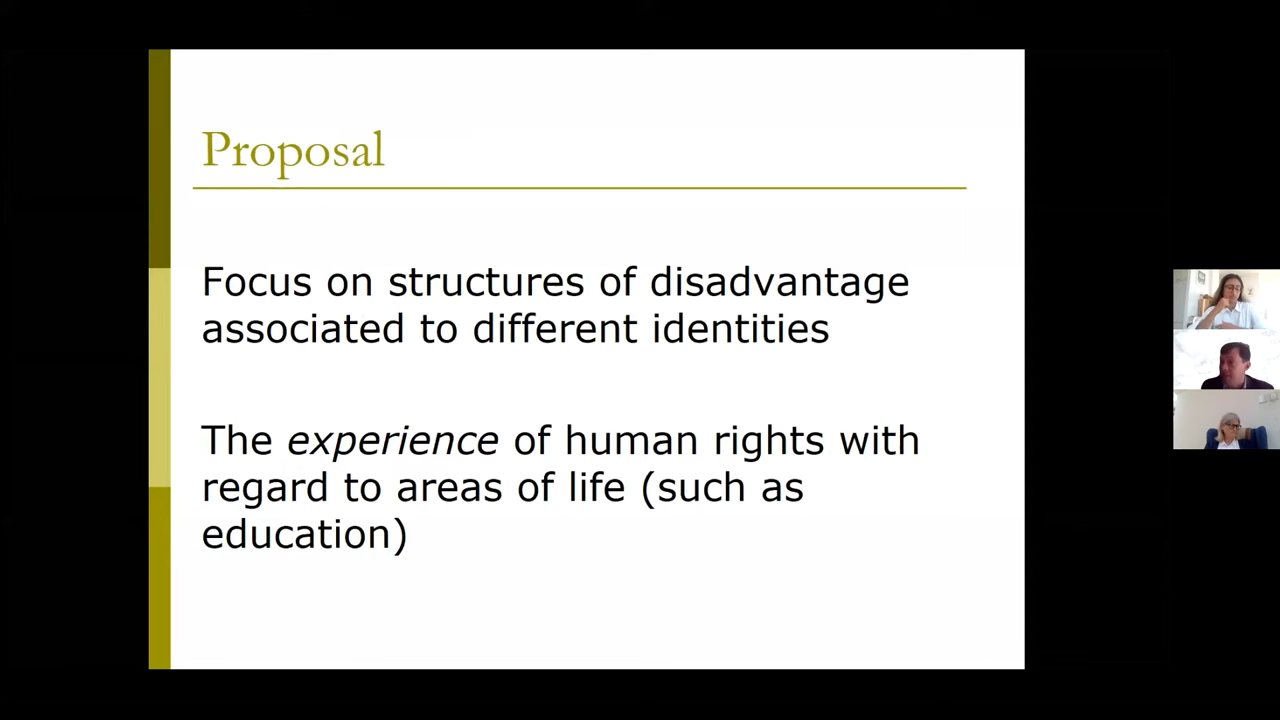 Proposal
Focus on structures of disadvantage
associated to different identities
The experience of human rights with
regard to areas of life (such as
education)